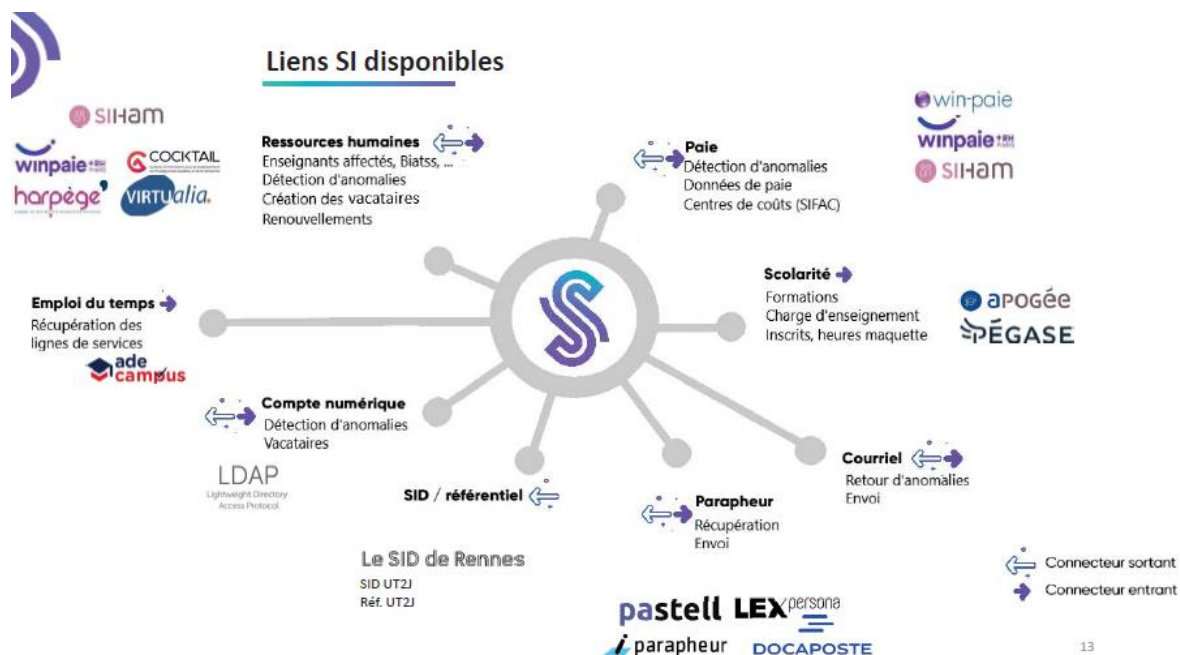 Liens SI disponibles
SIHAM
winpaie +RH
COCKTAIL
harpège'
VIRTUalia.
Ressources humaines
Enseignants affectés, Biatss, ...
Détection d'anomalies
Création des vacataires
Renouvellements
Paie
Détection d'anomalies
Données de paie
Centres de coûts (SIFAC)
win-paie
winpaie +RH
SIHAM
Emploi du temps
Récupération des
lignes de services
ade
campus
Scolarité
Formations
Charge d'enseignement
Inscrits, heures maquette
apogée
PÉGASE
Compte numérique
Détection d'anomalies
Vacataires
LDAP
Lightweight Directory
Access Protocol
SID / référentiel
Le SID de Rennes
SID UT2J
Réf. UT2J
Parapheur
Récupération
Envoi
pastell
LEX persona
i parapheur
DOCAPOSTE
Courriel
Retour d'anomalies
Envoi
Connecteur sortant
Connecteur entrant
13